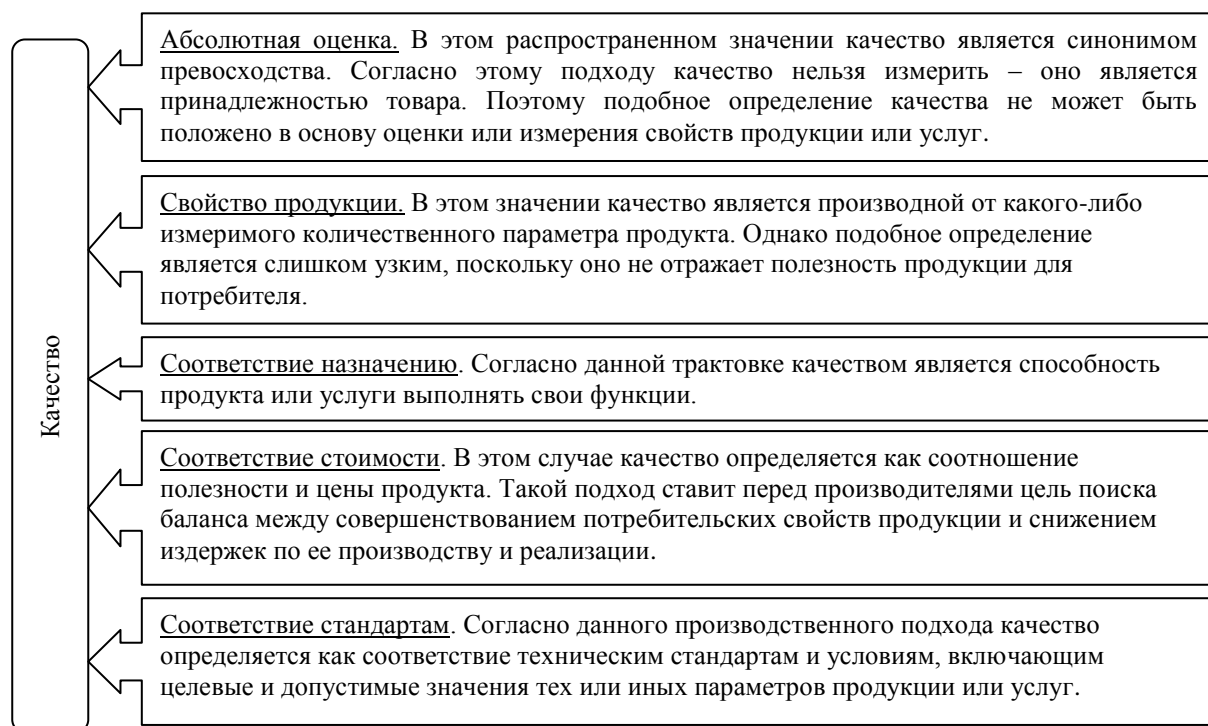 Качество
Абсолютная оценка. В этом распространенном значении качество является синонимом
превосходства. Согласно этому подходу качество нельзя измерить – оно является
принадлежностью товара. Поэтому подобное определение качества не может быть
положено в основу оценки или измерения свойств продукции или услуг.
Свойство продукции. В этом значении качество является производной от какого-либо
измеримого количественного параметра продукта. Однако подобное определение
является слишком узким, поскольку оно не отражает полезность продукции для
потребителя.
Соответствие назначению. Согласно данной трактовке качеством является способность
продукта или услуги выполнять свои функции.
Соответствие стоимости. В этом случае качество определяется как соотношение
полезности и цены продукта. Такой подход ставит перед производителями цель поиска
баланса между совершенствованием потребительских свойств продукции и снижением
издержек по ее производству и реализации.
Соответствие стандартам. Согласно данного производственного подхода качество
определяется как соответствие техническим стандартам и условиям, включающим
целевые и допустимые значения тех или иных параметров продукции или услуг.